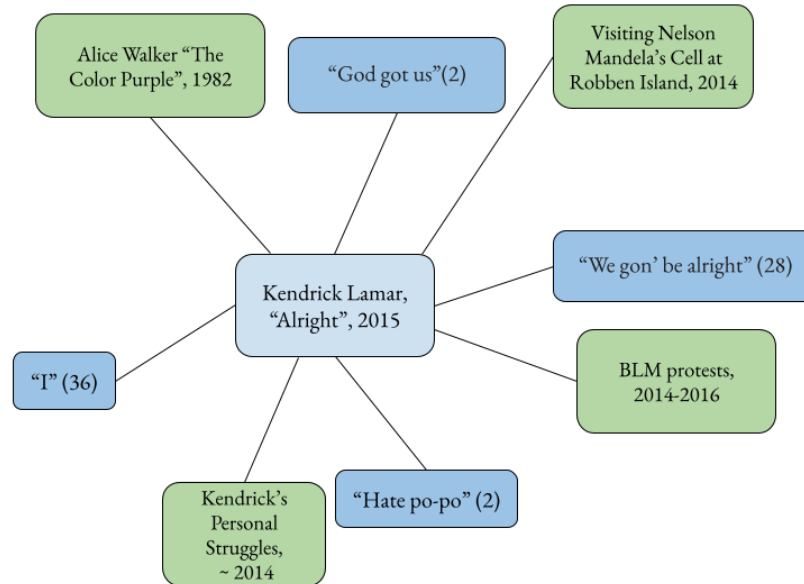 Alice Walker “The
Color Purple”, 1982
“God got us”(2)
Visiting Nelson
Mandela’s Cell at
Robben Island, 2014
“We gon’ be alright” (28)
Kendrick Lamar,
“Alright”, 2015
“I” (36)
BLM protests,
2014-2016
Kendrick’s
Personal
Struggles,
~ 2014
“Hate po-po” (2)